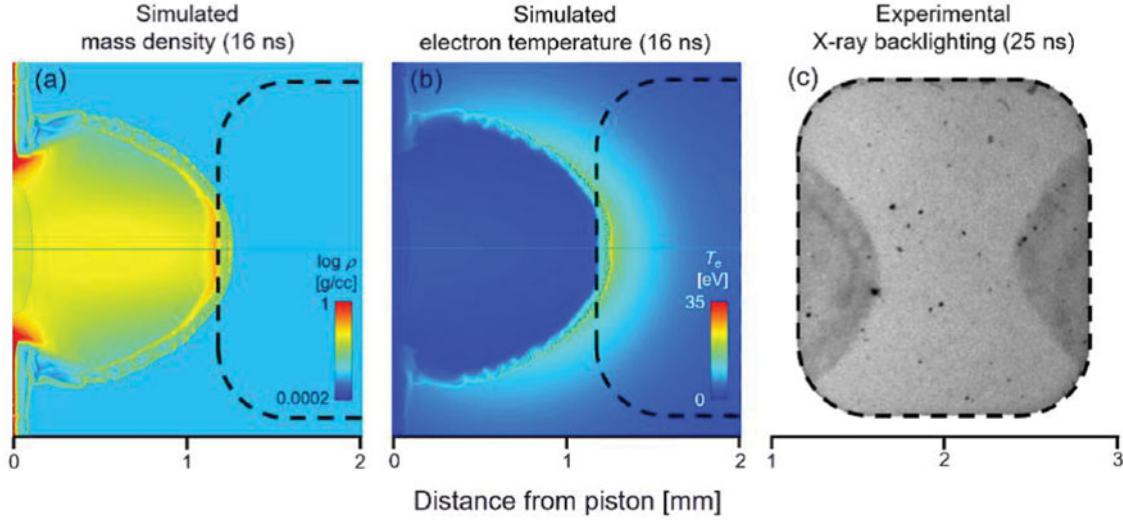 Simulated
mass density (16 ns)
Simulated
electron temperature (16 ns)
Experimental
X-ray backlighting (25 ns)
(a)
(b)
(c)
log ρ
[g/cc]
1
0.0002
T_e
[eV]
35
0
0 1 2
0 1 2
1 2 3
Distance from piston [mm]